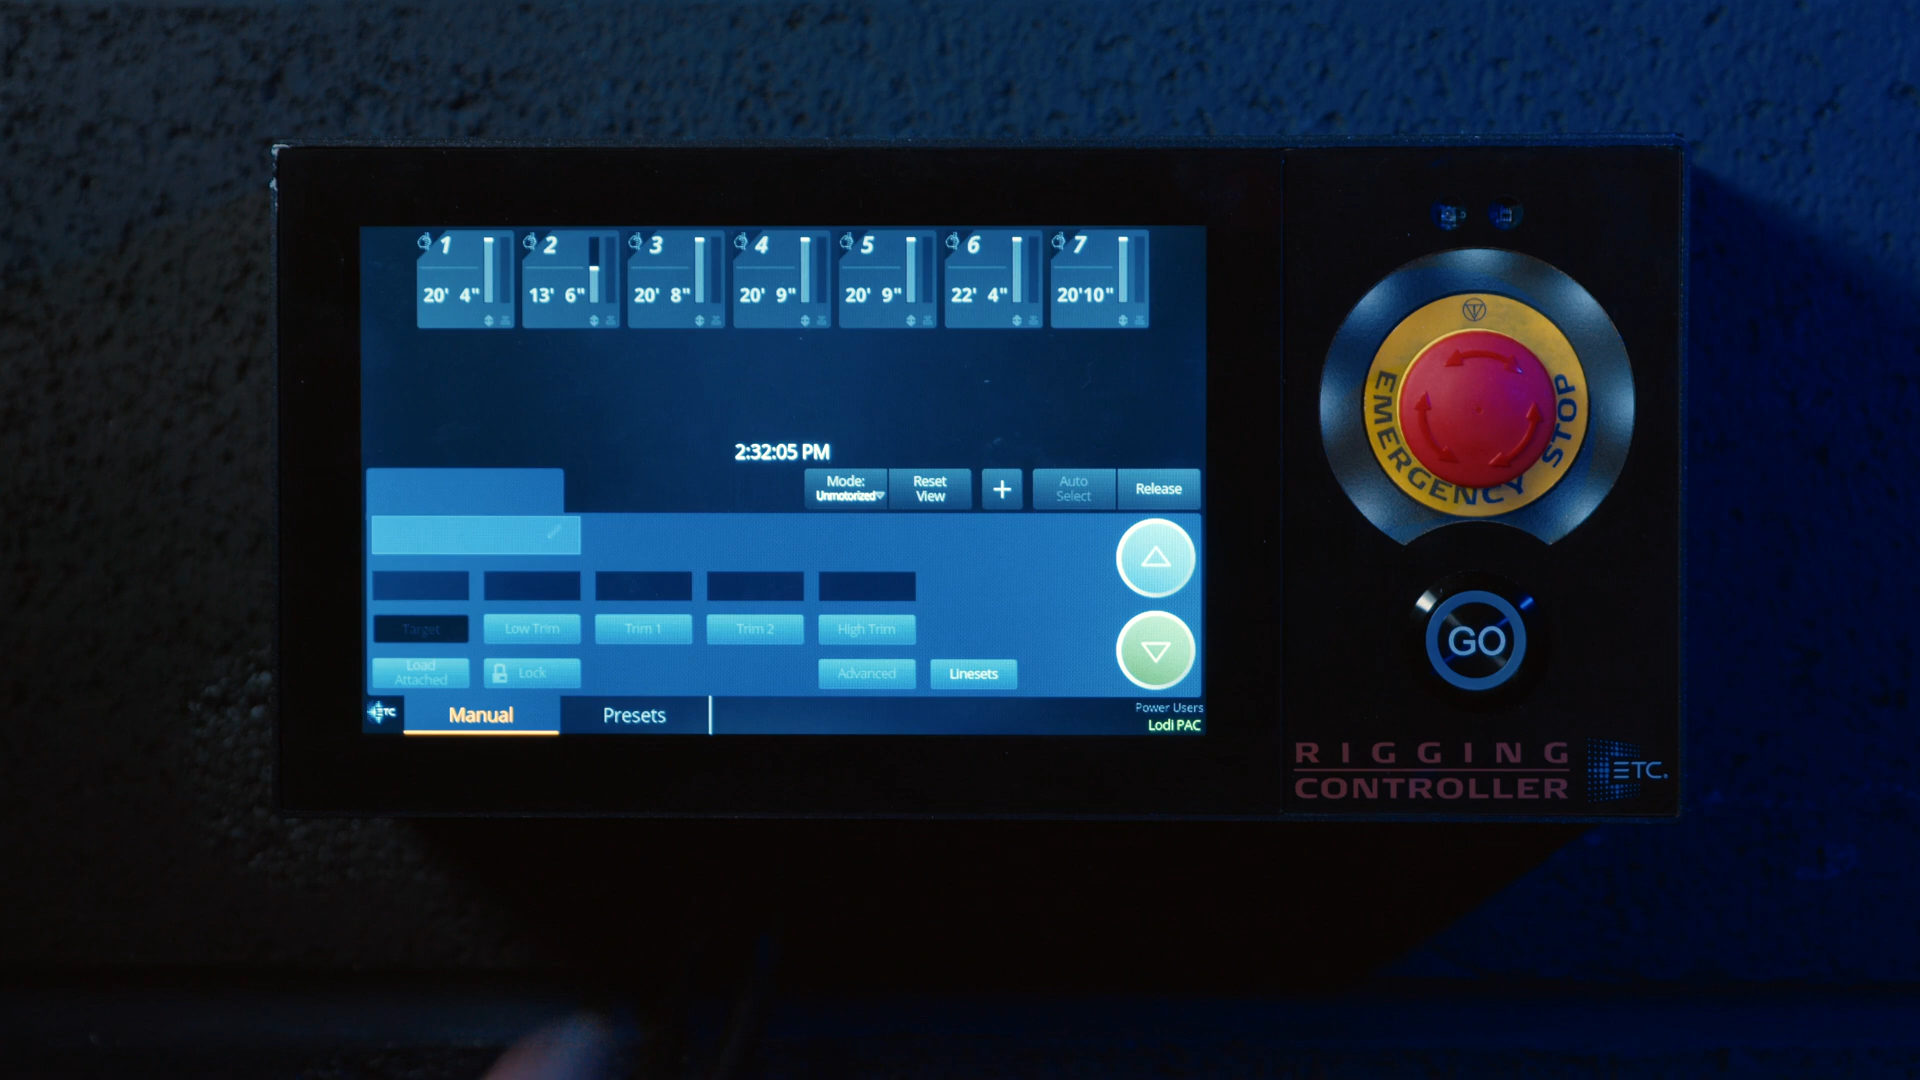 1 2 3 4 5 6 7
20' 4" 13' 6" 20' 8" 20' 9" 20' 9" 22' 4" 20'10"
2:32:05 PM
Mode:
Unmotorized
Reset
View
+
Auto
Select
Release
Target Low Trim Trim 1 Trim 2 High Trim
Load
Attached
Lock Advanced Linesets
ETC Manual Presets
Power Users
Lodi PAC
EMERGENCY STOP
GO
RIGGING
CONTROLLER
ETC.